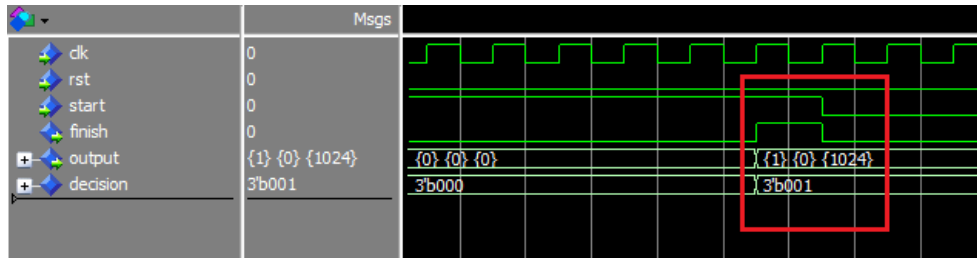 Msgs
clk 0
rst 0
start 0
finish 0
output {1} {0} {1024} {0} {0} {0} {1} {0} {1024}
decision 3'b001 3'b000 3'b001